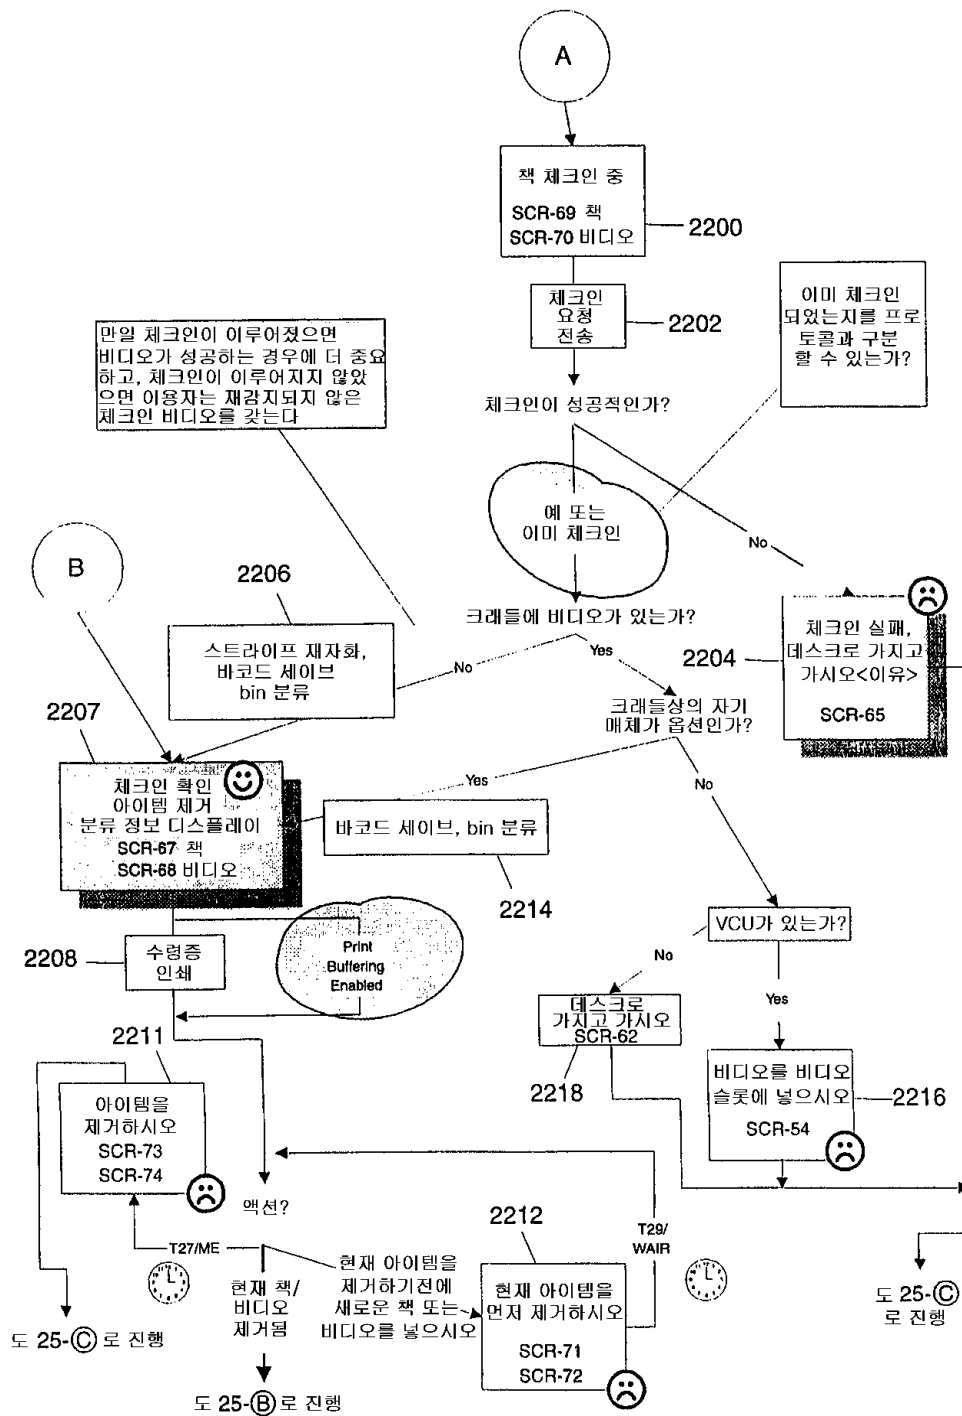 A
책 체크인 중
SCR-69 책
SCR-70 비디오
2200
체크인
요청
전송
2202
이미 체크인
되었는지를 프로
토콜과 구분
할 수 있는가?
만일 체크인이 이루어졌으면
비디오가 성공하는 경우에 더 중요
하고, 체크인이 이루어지지 않았
으면 이용자는 재감지되지 않은
체크인 비디오를 갖는다
체크인이 성공적인가?
예 또는
이미 체크인
No
B
2206
크래들에 비디오가 있는가?
스트라이프 재자화,
바코드 세이브
bin 분류
No
Yes
2204
체크인 실패,
데스크로 가지고
가시오<이유>
SCR-65
크래들상의 자기
매체가 옵션인가?
2207
체크인 확인
아이템 제거
분류 정보 디스플레이
SCR-67 책
SCR-68 비디오
Yes
No
바코드 세이브, bin 분류
2214
VCU가 있는가?
2208
수령증
인쇄
Print
Buffering
Enabled
No
Yes
데스크로
가지고 가시오
SCR-62
2218
2211
아이템을
제거하시오
SCR-73
SCR-74
비디오를 비디오
슬롯에 넣으시오
SCR-54
2216
액션?
2212
T27/ME
T29/
WAIR
현재 책/
비디오
제거됨
현재 아이템을
제거하기전에
새로운 책 또는
비디오를 넣으시오
현재 아이템을
먼저 제거하시오
SCR-71
SCR-72
도 25-Ⓒ로 진행
도 25-Ⓑ로 진행
도 25-Ⓒ
로 진행